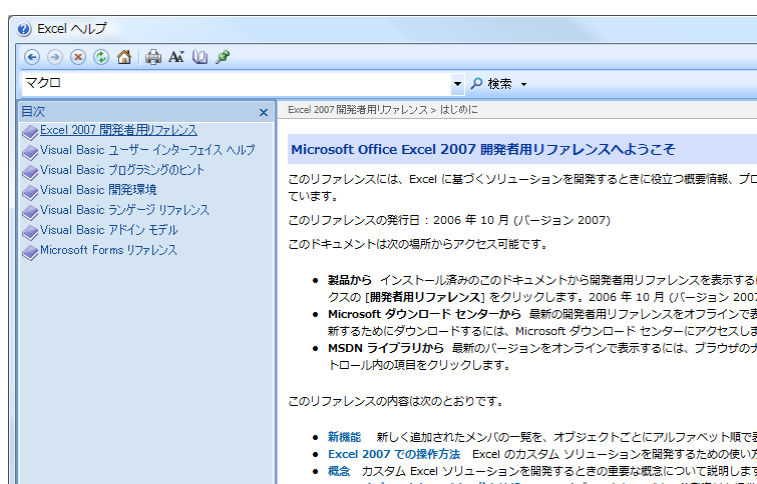 Excel ヘルプ
マクロ
検索
目次
Excel 2007 開発者用リファレンス
Visual Basic ユーザー インターフェイス ヘルプ
Visual Basic プログラミングのヒント
Visual Basic 開発環境
Visual Basic ランゲージ リファレンス
Visual Basic アドイン モデル
Microsoft Forms リファレンス
Excel 2007 開発者用リファレンス > はじめに
Microsoft Office Excel 2007 開発者用リファレンスへようこそ
このリファレンスには、Excel に基づくソリューションを開発するときに役立つ概要情報、プロ
ています。
このリファレンスの発行日 : 2006 年 10 月 (バージョン 2007)
このドキュメントは次の場所からアクセス可能です。
● 製品から インストール済みのこのドキュメントから開発者用リファレンスを表示する
クスの [開発者用リファレンス] をクリックします。2006 年 10 月 (バージョン 200
● Microsoft ダウンロード センターから 最新の開発者用リファレンスをオフラインで
新するためにダウンロードするには、Microsoft ダウンロード センターにアクセスしま
● MSDN ライブラリから 最新のバージョンをオンラインで表示するには、ブラウザの
トロール内の項目をクリックします。
このリファレンスの内容は次のとおりです。
● 新機能 新しく追加されたメンバの一覧を、オブジェクトごとにアルファベット順で
● Excel 2007 での操作方法 Excel のカスタム ソリューションを開発するための使い
● 概念 カスタム Excel ソリューションを開発するときの重要な概念について説明しま